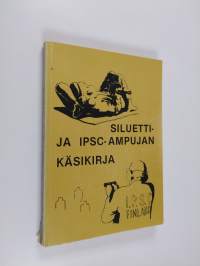 SILUETTI-
JA IPSC-AMPUJAN
KÄSIKIRJA
I.P.S.C
FINLAND